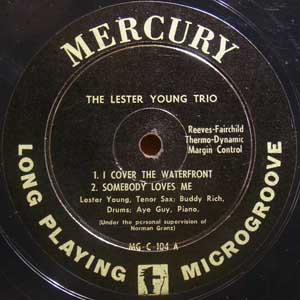 MERCURY
THE LESTER YOUNG TRIO
Reeves-Fairchild
Thermo-Dynamic
Margin Control
1. I COVER THE WATERFRONT
2. SOMEBODY LOVES ME
Lester Young, Tenor Sax; Buddy Rich,
Drums; Aye Guy, Piano.
(Under the personal supervision of
Norman Granz)
MG-C-104 A
LONG PLAYING MICROGROOVE